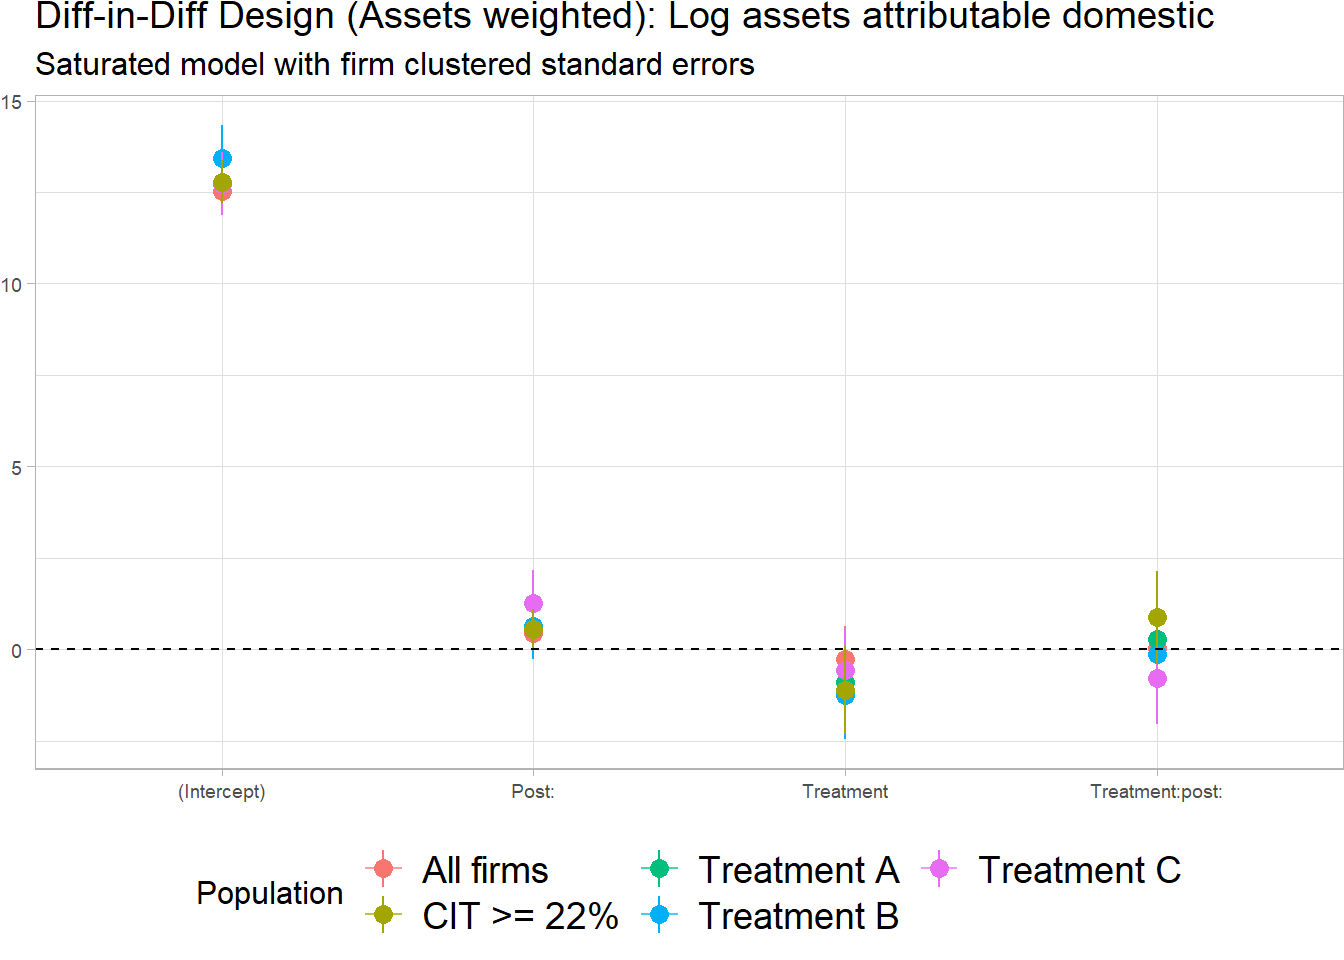 Diff-in-Diff Design (Assets weighted): Log assets attributable domestic
Saturated model with firm clustered standard errors
15
10
5
0
(Intercept) Post: Treatment Treatment:post:
Population
All firms Treatment A Treatment C
CIT >= 22% Treatment B